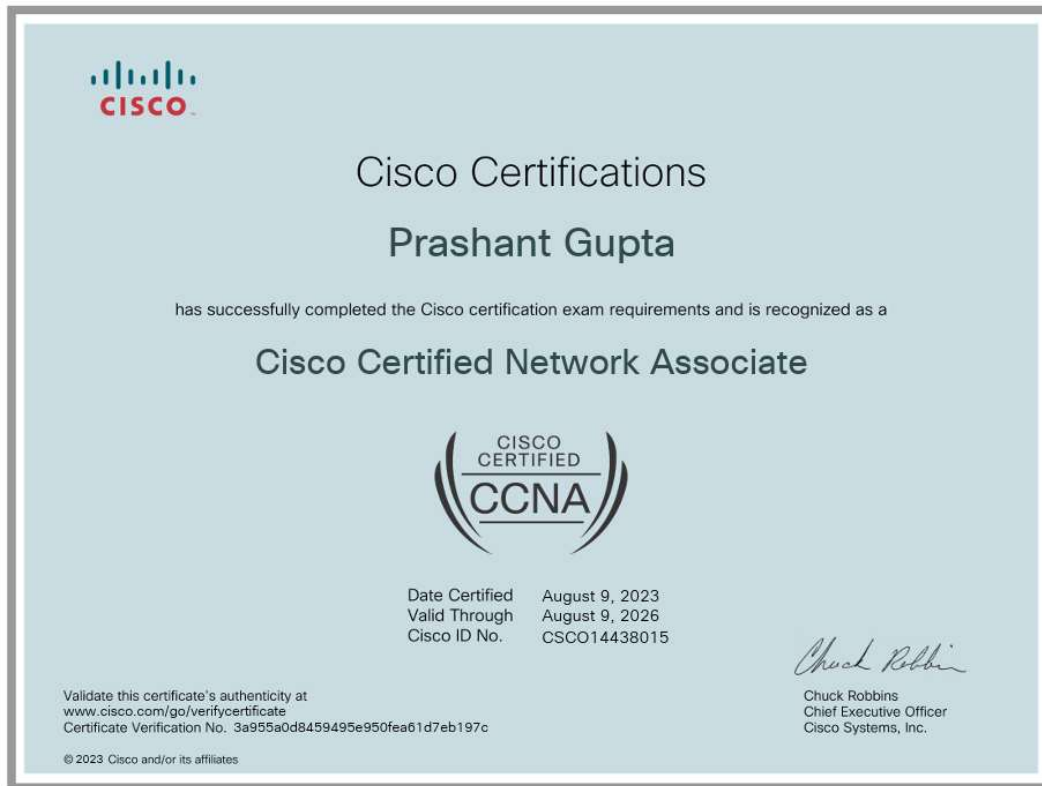 CISCO
Cisco Certifications
Prashant Gupta
has successfully completed the Cisco certification exam requirements and is recognized as a
Cisco Certified Network Associate
CISCO
CERTIFIED
CCNA
Date Certified August 9, 2023
Valid Through August 9, 2026
Cisco ID No. CSCO14438015
Chuck Robbin
Validate this certificate's authenticity at
www.cisco.com/go/verifycertificate
Certificate Verification No. 3a955a0d8459495e950fea61d7eb197c
© 2023 Cisco and/or its affiliates
Chuck Robbins
Chief Executive Officer
Cisco Systems, Inc.